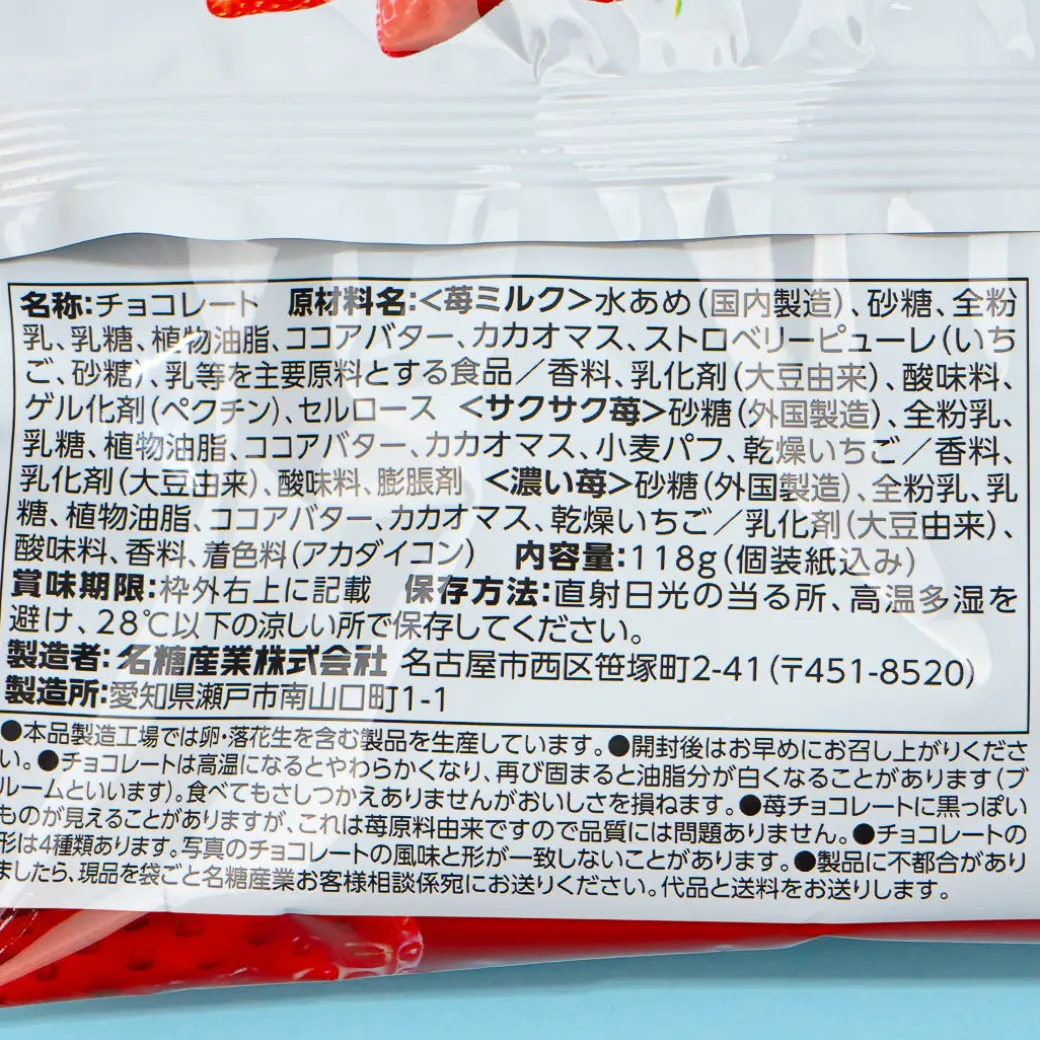 名称:チョコレート 原材料名:<苺ミルク>水あめ(国内製造)、砂糖、全粉
乳、乳糖、植物油脂、ココアバター、カカオマス、ストロベリーピューレ(いち
ご、砂糖)、乳等を主要原料とする食品/香料、乳化剤(大豆由来)、酸味料、
ゲル化剤(ペクチン)、セルロース <サクサク苺>砂糖(外国製造)、全粉乳、
乳糖、植物油脂、ココアバター、カカオマス、小麦パフ、乾燥いちご/香料、
乳化剤(大豆由来)、酸味料、膨脹剤 <濃い苺>砂糖(外国製造)、全粉乳、乳
糖、植物油脂、ココアバター、カカオマス、乾燥いちご/乳化剤(大豆由来)、
酸味料、香料、着色料(アカダイコン) 内容量:118g(個装紙込み)
賞味期限:枠外右上に記載 保存方法:直射日光の当る所、高温多湿を
避け、28℃以下の涼しい所で保存してください。
製造者:名糖産業株式会社 名古屋市西区笹塚町2-41(〒451-8520)
製造所:愛知県瀬戸市南山口町1-1
●本品製造工場では卵・落花生を含む製品を生産しています。●開封後はお早めにお召し上がりくださ
い。●チョコレートは高温になるとやわらかくなり、再び固まると油脂分が白くなることがあります(ブ
ルームといいます)。食べてもさしつかえありませんがおいしさを損ねます。●苺チョコレートに黒っぽい
ものが見えることがありますが、これは苺原料由来ですので品質には問題ありません。●チョコレートの
形は4種類あります。写真のチョコレートの風味と形が一致しないことがあります。●製品に不都合があり
ましたら、現品を袋ごと名糖産業お客様相談係宛にお送りください。代品と送料をお送りします。